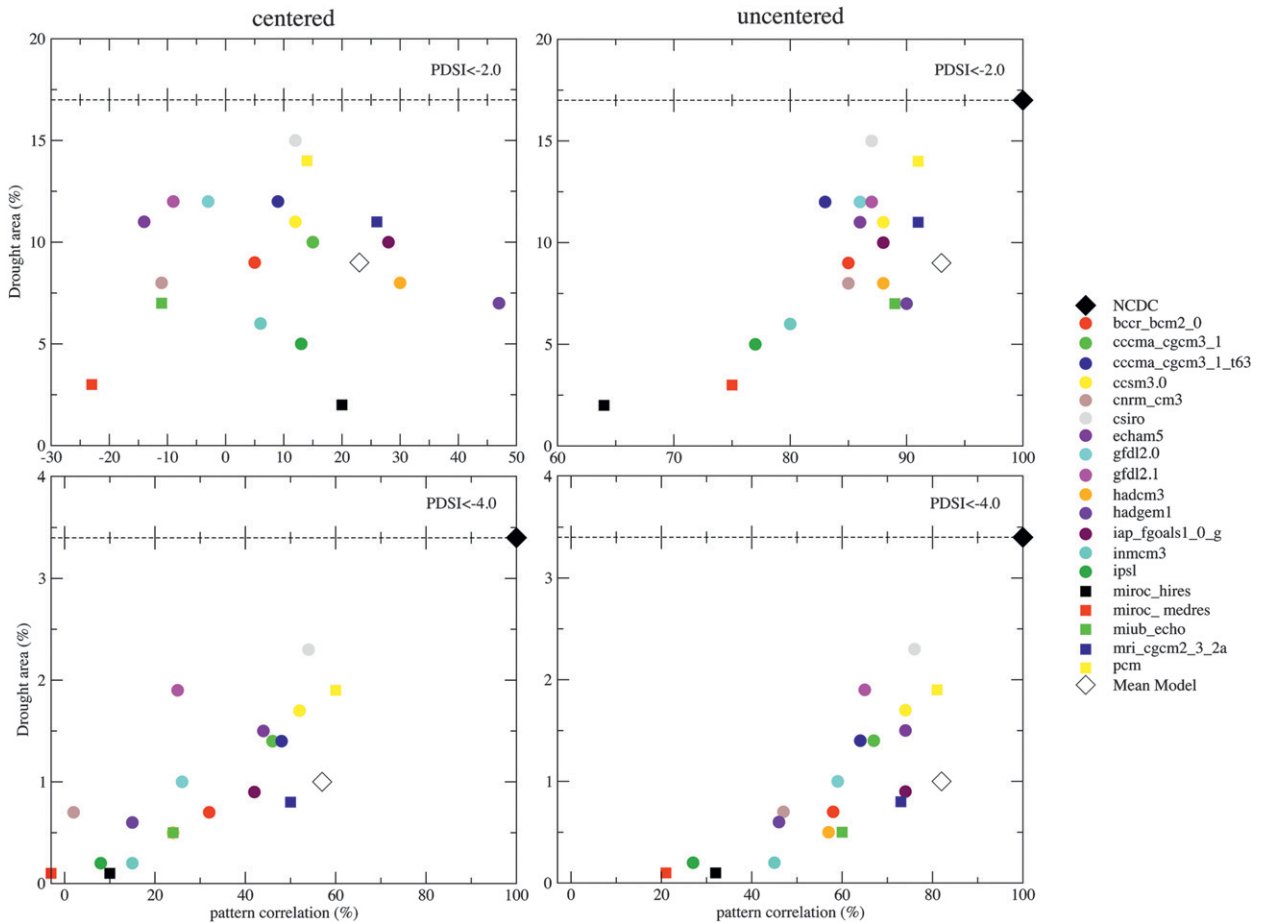 centered
uncentered
20
15
10
5
0
Drought area (%)
PDSI<-2.0
-30 -20 -10 0 10 20 30 40 50
20
15
10
5
0
PDSI<-2.0
60 70 80 90 100
4
3
2
1
0
Drought area (%)
PDSI<-4.0
0 20 40 60 80 100
pattern correlation (%)
4
3
2
1
0
PDSI<-4.0
0 20 40 60 80 100
pattern correlation (%)
NCDC
bccr_bcm2_0
cccma_cgcm3_1
cccma_cgcm3_1_t63
ccsm3.0
cnrm_cm3
csiro
echam5
gfdl2.0
gfdl2.1
hadcm3
hadgem1
iap_fgoals1_0_g
inmcm3
ipsl
miroc_hires
miroc_ medres
miub_echo
mri_cgcm2_3_2a
pcm
Mean Model